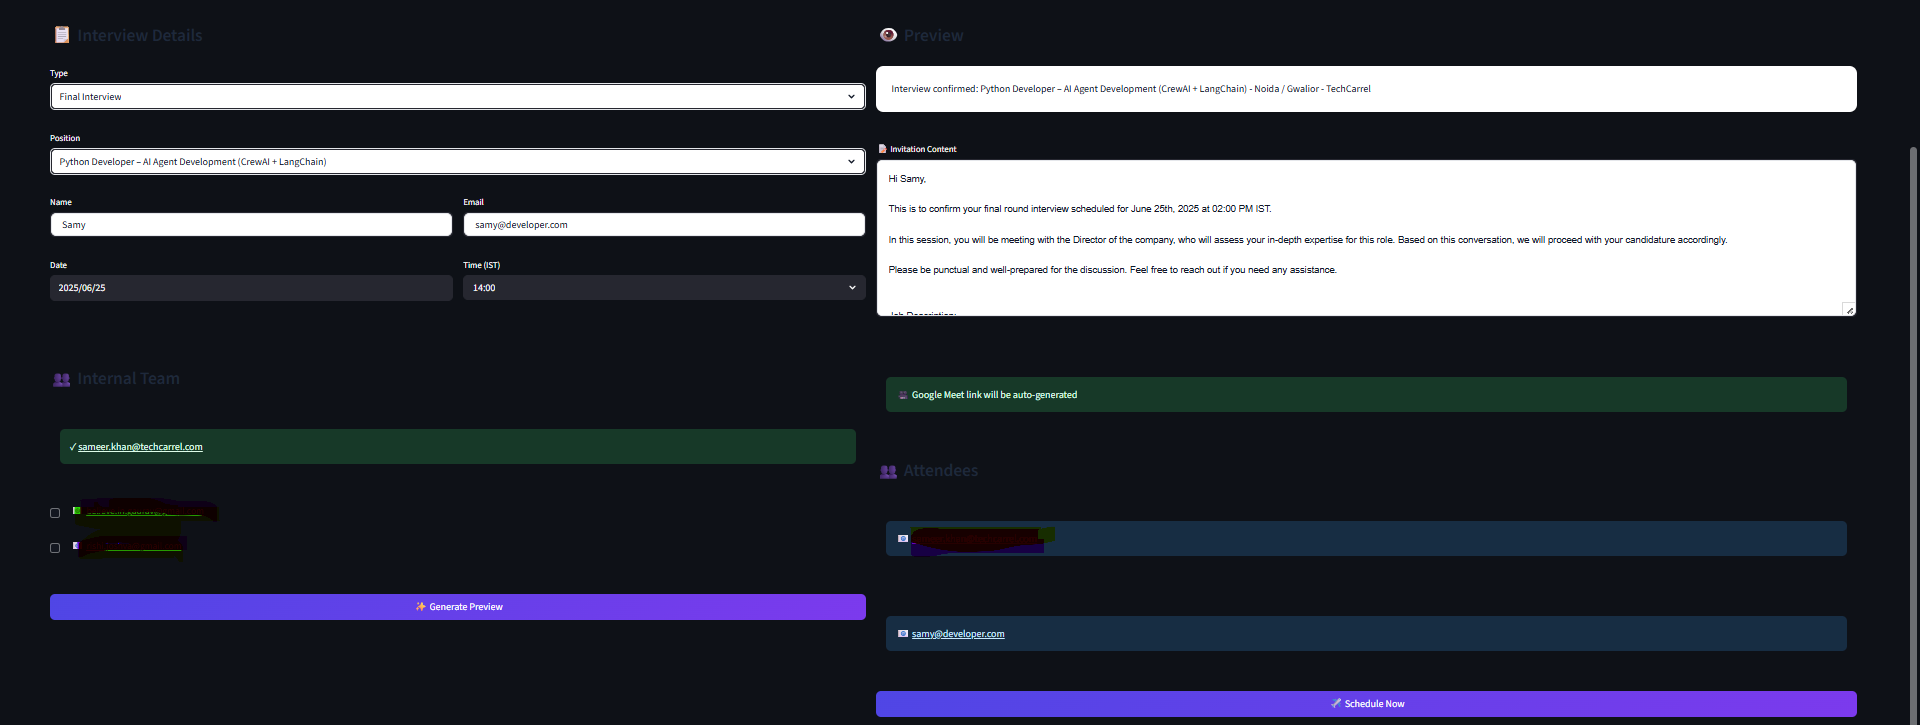 Interview Details
Type
Final Interview
Position
Python Developer – AI Agent Development (CrewAI + LangChain)
Name
Email
Samy
samy@developer.com
Date
Time (IST)
2025/06/25
14:00
Internal Team
✓ sameer.khan@techcarrel.com
Generate Preview
Preview
Interview confirmed: Python Developer – AI Agent Development (CrewAI + LangChain) - Noida / Gwalior - TechCarrel
Invitation Content
Hi Samy,
This is to confirm your final round interview scheduled for June 25th, 2025 at 02:00 PM IST.
In this session, you will be meeting with the Director of the company, who will assess your in-depth expertise for this role. Based on this conversation, we will proceed with your candidature accordingly.
Please be punctual and well-prepared for the discussion. Feel free to reach out if you need any assistance.
Job Description:
Google Meet link will be auto-generated
Attendees
samy@developer.com
Schedule Now